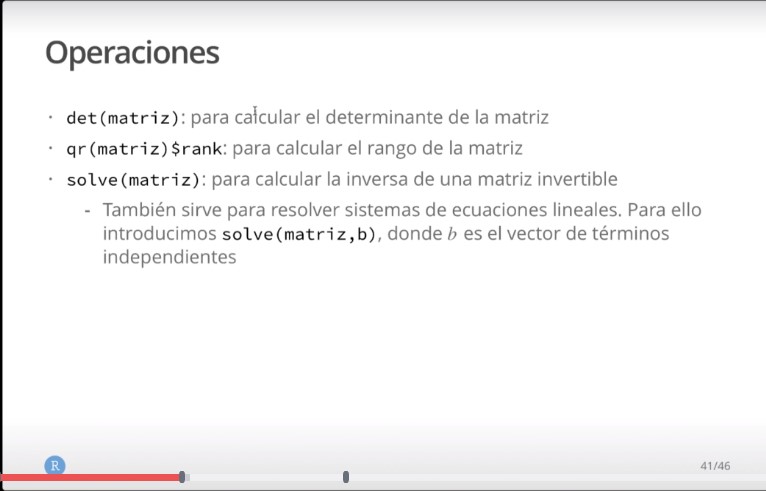 Operaciones
· det(matriz): para calcular el determinante de la matriz
· qr(matriz)$rank: para calcular el rango de la matriz
· solve(matriz): para calcular la inversa de una matriz invertible
- También sirve para resolver sistemas de ecuaciones lineales. Para ello
introducimos solve(matriz,b), donde b es el vector de términos
independientes
R
41/46